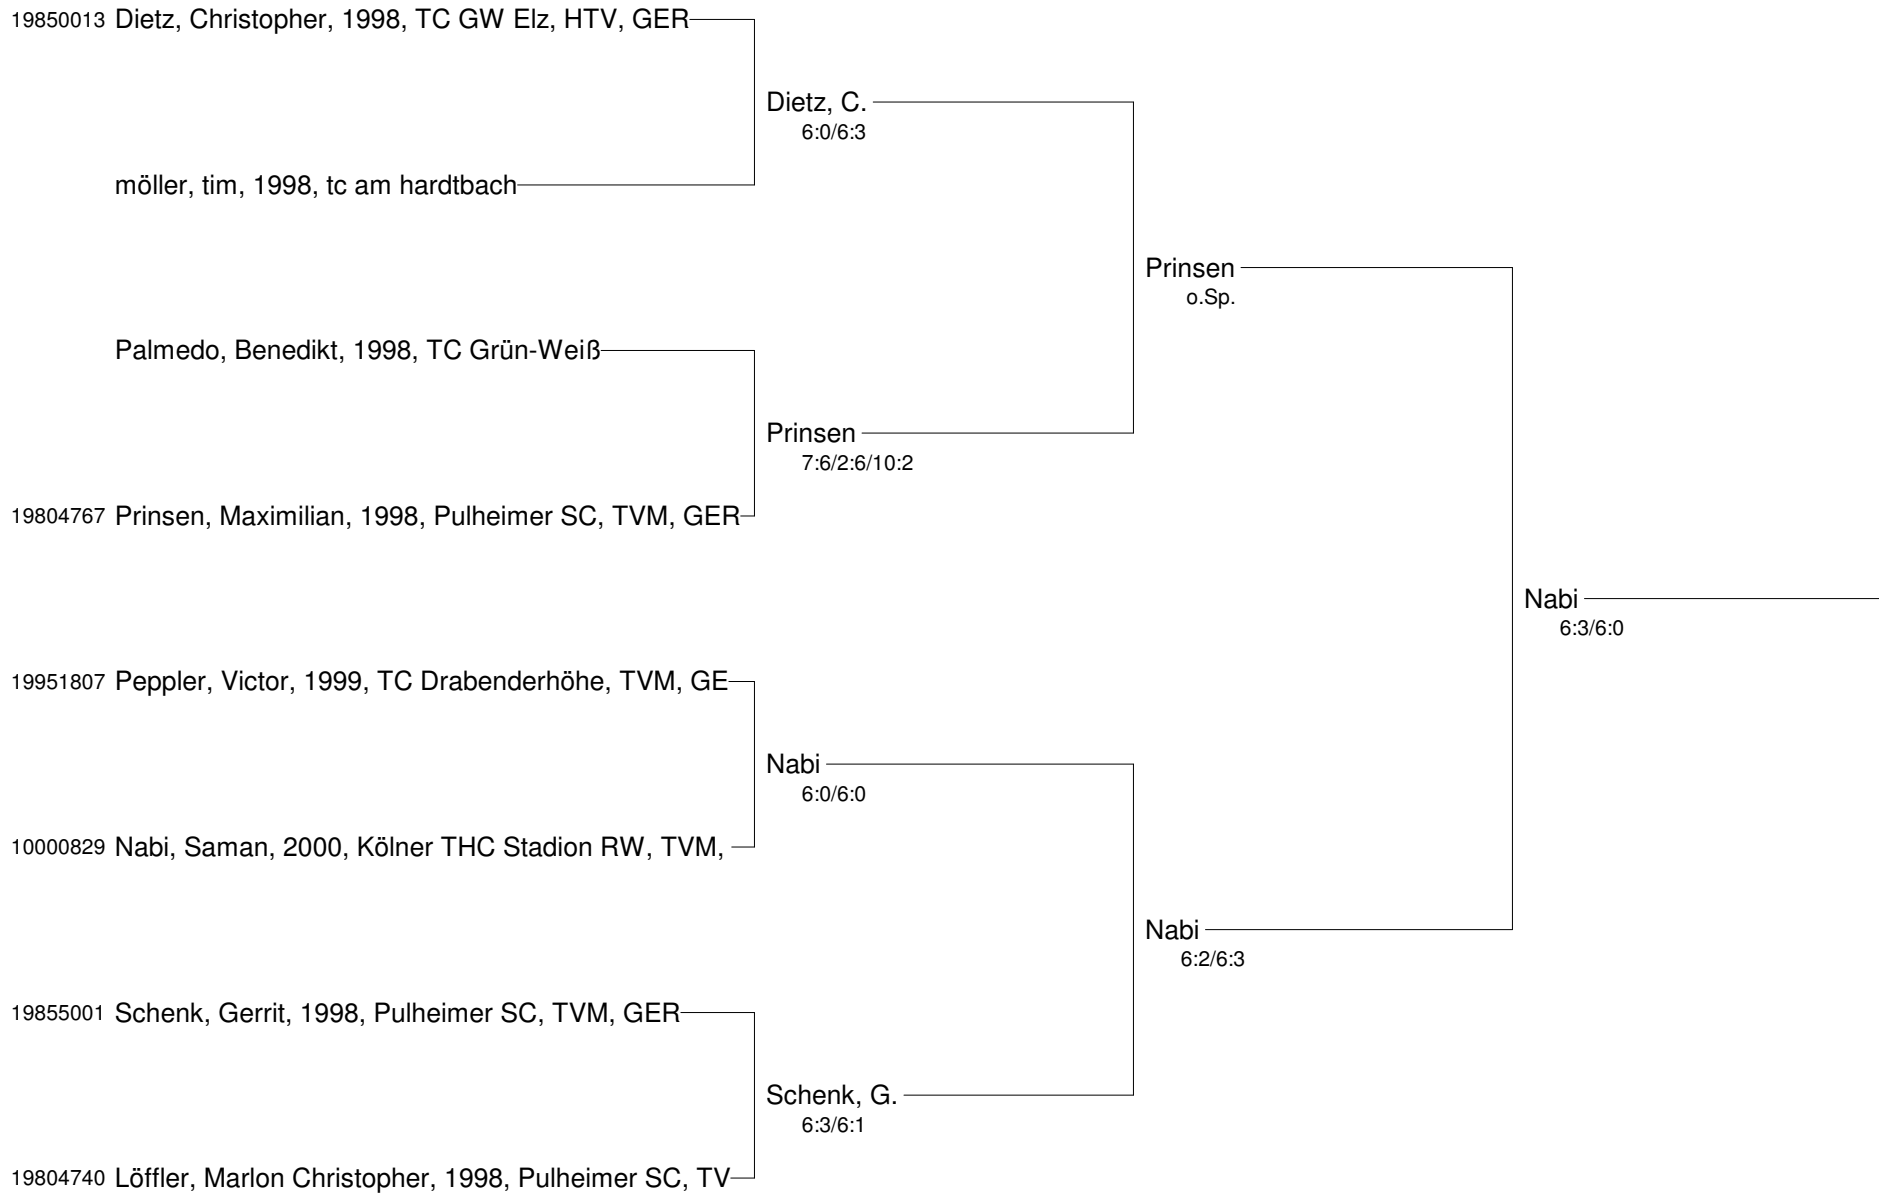 19850013 Dietz, Christopher, 1998, TC GW Elz, HTV, GER
Dietz, C.
6:0/6:3
möller, tim, 1998, tc am hardtbach
Prinsen
o.Sp.
Palmedo, Benedikt, 1998, TC Grün-Weiß
Prinsen
7:6/2:6/10:2
19804767 Prinsen, Maximilian, 1998, Pulheimer SC, TVM, GER
Nabi
6:3/6:0
19951807 Peppler, Victor, 1999, TC Drabenderhöhe, TVM, GE
Nabi
6:0/6:0
10000829 Nabi, Saman, 2000, Kölner THC Stadion RW, TVM,
Nabi
6:2/6:3
19855001 Schenk, Gerrit, 1998, Pulheimer SC, TVM, GER
Schenk, G.
6:3/6:1
19804740 Löffler, Marlon Christopher, 1998, Pulheimer SC, TV